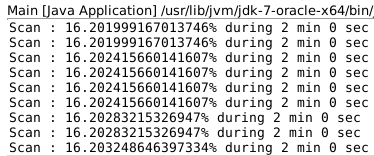 Main [Java Application] /usr/lib/jvm/jdk-7-oracle-x64/bin/
Scan : 16.201999167013746% during 2 min 0 sec
Scan : 16.201999167013746% during 2 min 0 sec
Scan : 16.202415660141607% during 2 min 0 sec
Scan : 16.202415660141607% during 2 min 0 sec
Scan : 16.202415660141607% during 2 min 0 sec
Scan : 16.202415660141607% during 2 min 0 sec
Scan : 16.20283215326947% during 2 min 0 sec
Scan : 16.20283215326947% during 2 min 0 sec
Scan : 16.203248646397334% during 2 min 0 sec